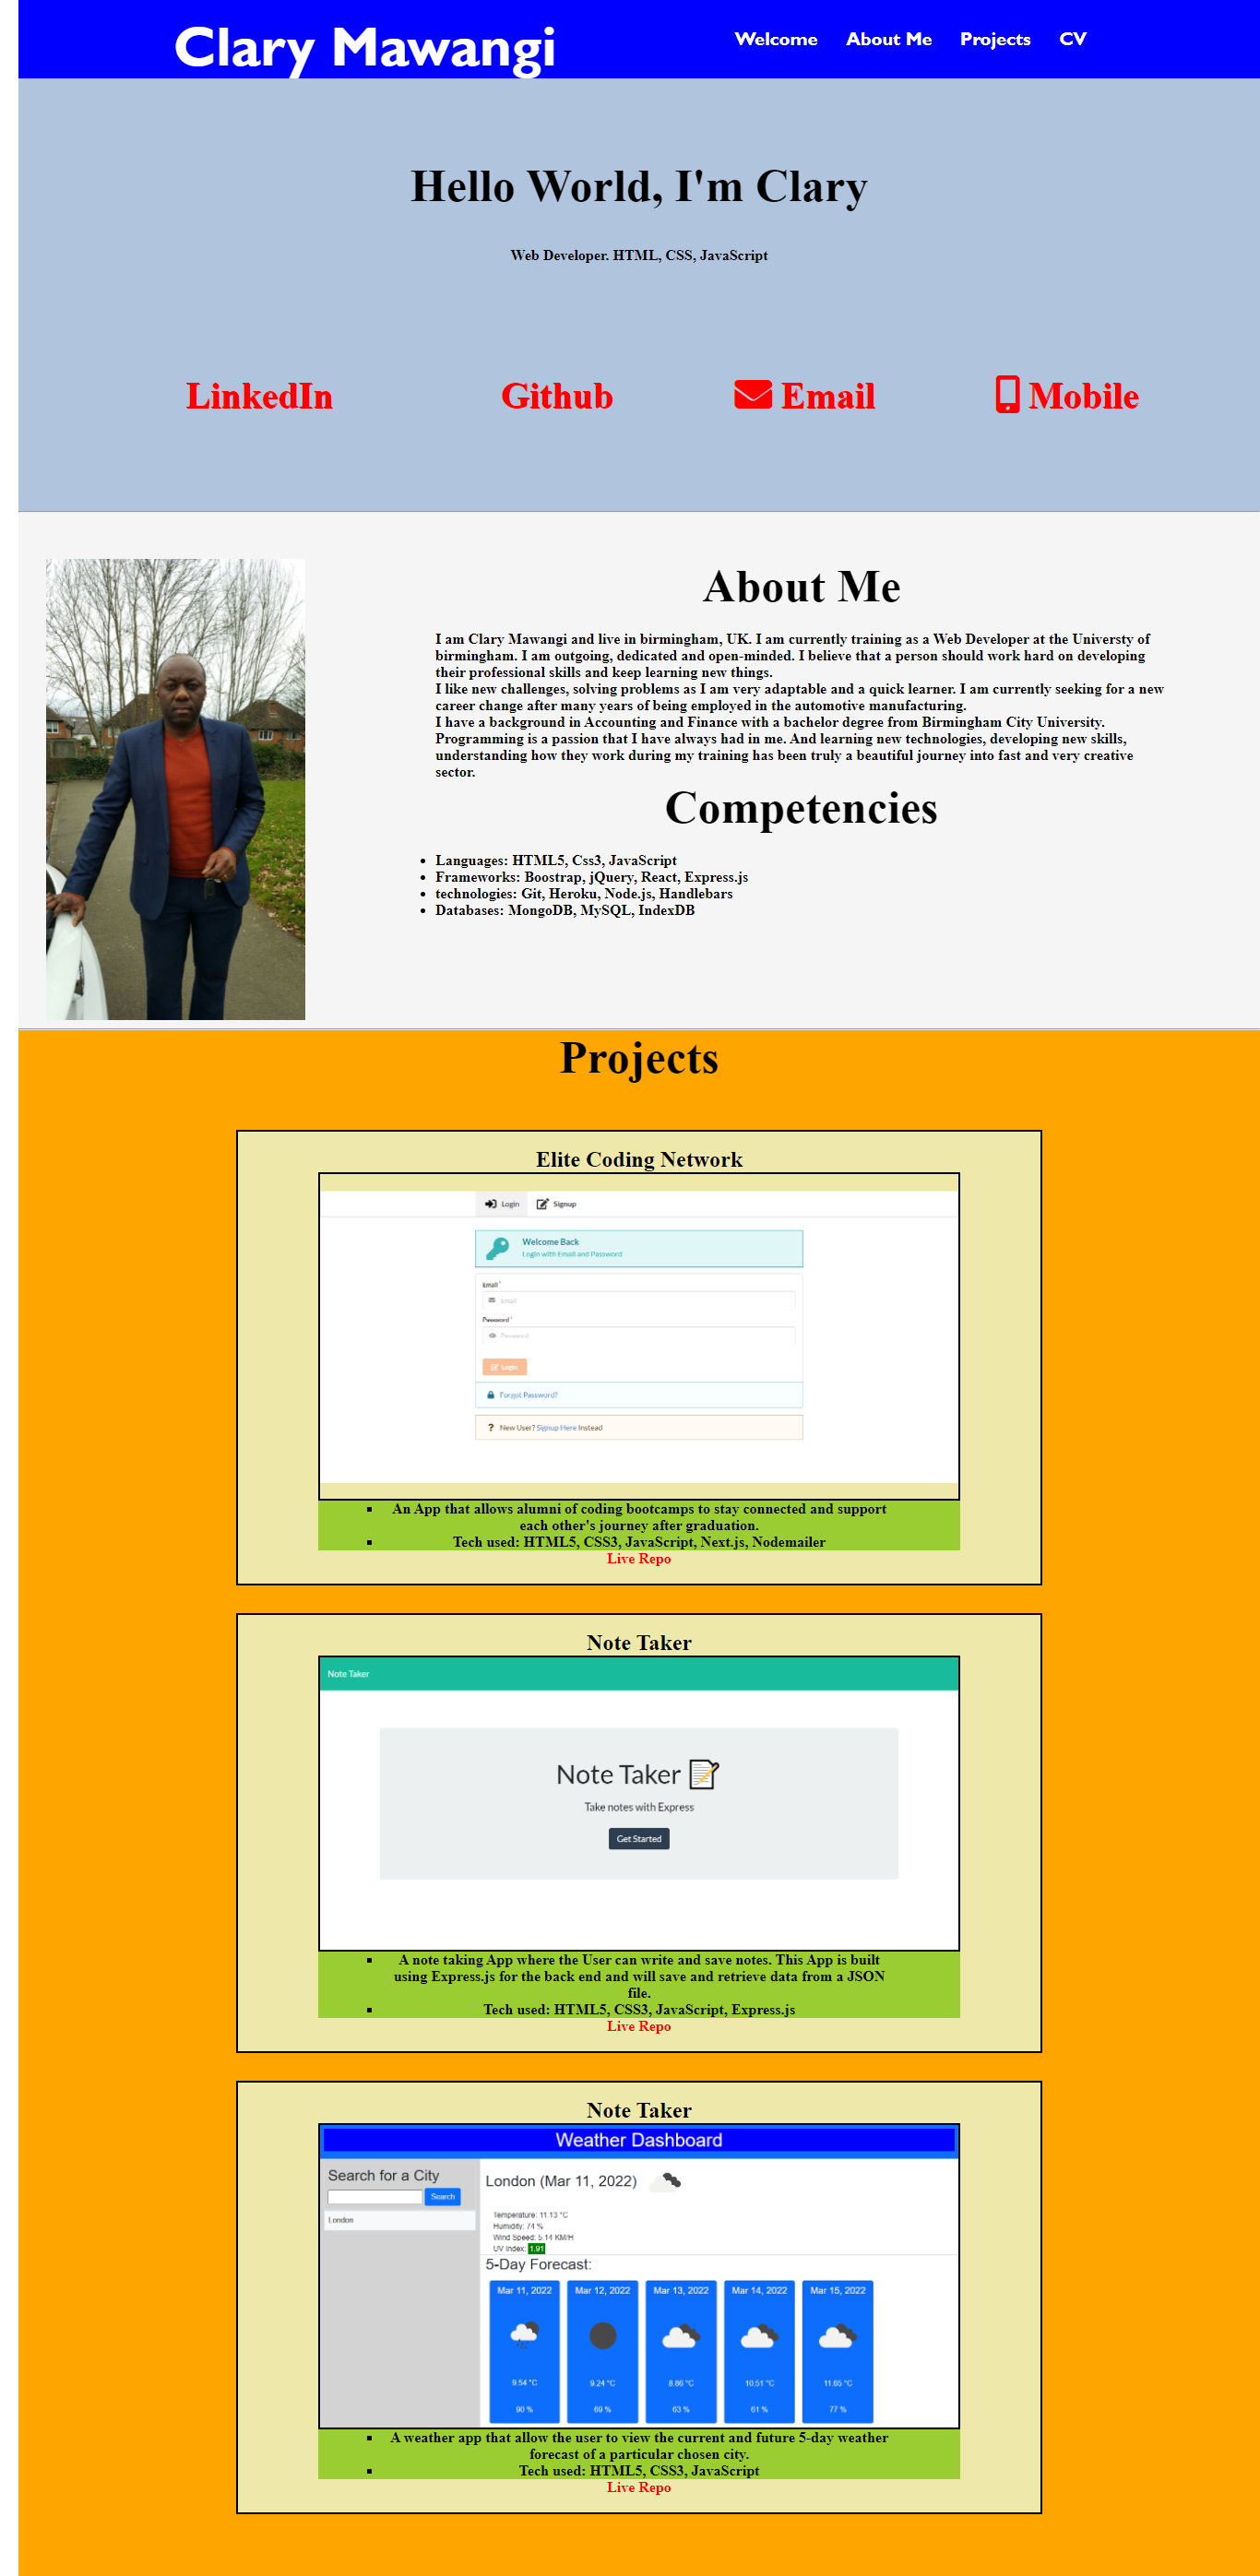 Clary Mawangi
Welcome About Me Projects CV
Hello World, I'm Clary
Web Developer. HTML, CSS, JavaScript
LinkedIn Github Email Mobile
About Me
I am Clary Mawangi and live in birmingham, UK. I am currently training as a Web Developer at the Universty of
birmingham. I am outgoing, dedicated and open-minded. I believe that a person should work hard on developing
their professional skills and keep learning new things.
I like new challenges, solving problems as I am very adaptable and a quick learner. I am currently seeking for a new
career change after many years of being employed in the automotive manufacturing.
I have a background in Accounting and Finance with a bachelor degree from Birmingham City University.
Programming is a passion that I have always had in me. And learning new technologies, developing new skills,
understanding how they work during my training has been truly a beautiful journey into fast and very creative
sector.
Competencies
• Languages: HTML5, Css3, JavaScript
• Frameworks: Boostrap, jQuery, React, Express.js
• technologies: Git, Heroku, Node.js, Handlebars
• Databases: MongoDB, MySQL, IndexDB
Projects
Elite Coding Network
Login Signup
Welcome Back
Login with Email and Password
Email *
Email
Password *
Password
Login
Forgot Password?
? New User? Signup Here Instead
▪ An App that allows alumni of coding bootcamps to stay connected and support
each other's journey after graduation.
▪ Tech used: HTML5, CSS3, JavaScript, Next.js, Nodemailer
Live Repo
Note Taker
Note Taker
Note Taker
Take notes with Express
Get Started
▪ A note taking App where the User can write and save notes. This App is built
using Express.js for the back end and will save and retrieve data from a JSON
file.
▪ Tech used: HTML5, CSS3, JavaScript, Express.js
Live Repo
Note Taker
Weather Dashboard
Search for a City
Search
London
London (Mar 11, 2022)
Temperature: 11.13 °C
Humidity: 74 %
Wind Speed: 5.14 KM/H
UV Index: 1.91
5-Day Forecast:
Mar 11, 2022 Mar 12, 2022 Mar 13, 2022 Mar 14, 2022 Mar 15, 2022
9.54 °C 9.24 °C 8.86 °C 10.51 °C 11.65 °C
90 % 69 % 63 % 61 % 77 %
▪ A weather app that allow the user to view the current and future 5-day weather
forecast of a particular chosen city.
▪ Tech used: HTML5, CSS3, JavaScript
Live Repo